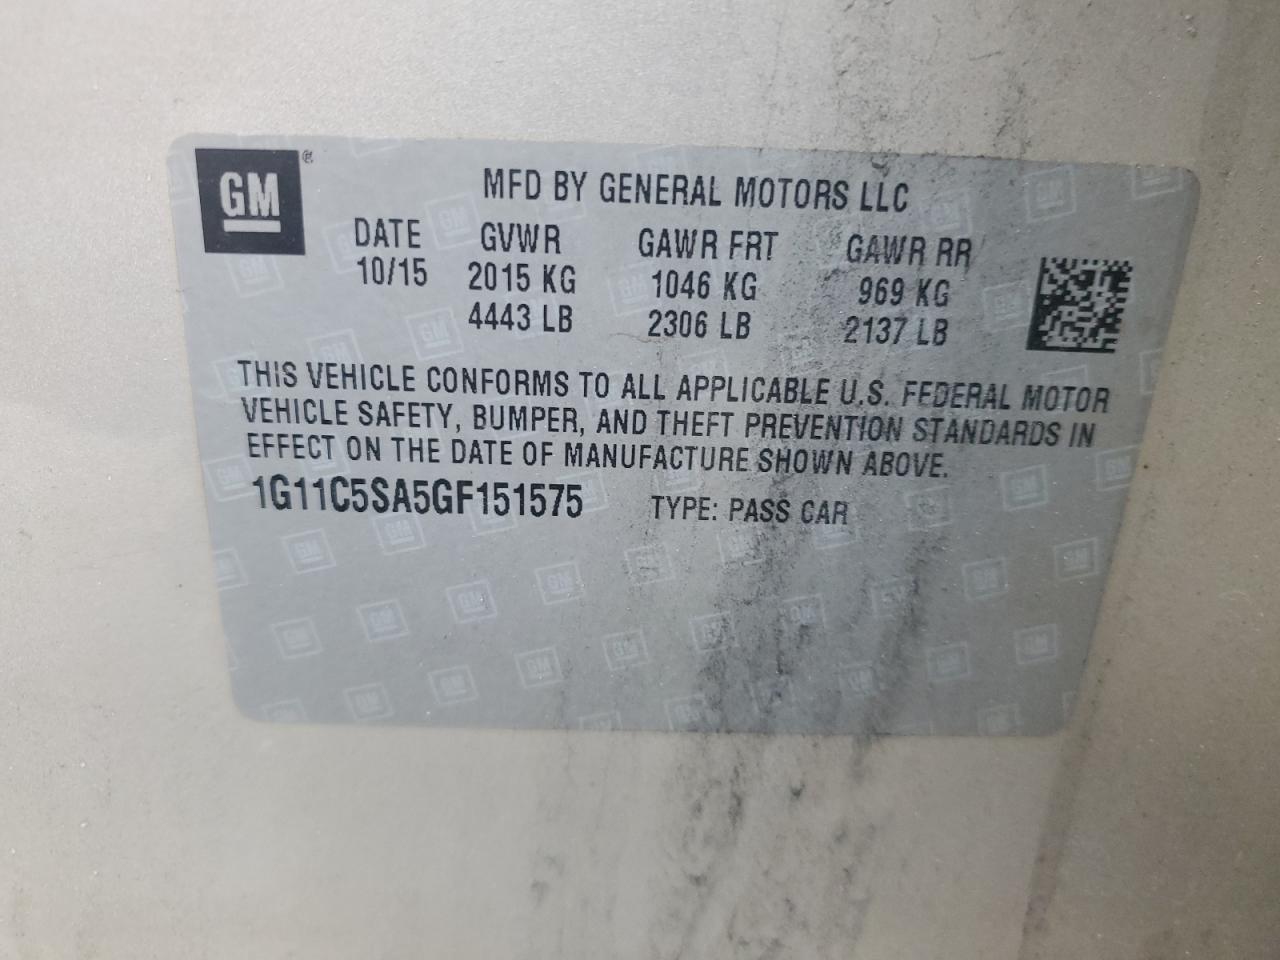 GM ®
MFD BY GENERAL MOTORS LLC
DATE GVWR GAWR FRT GAWR RR
10/15 2015 KG 1046 KG 969 KG
4443 LB 2306 LB 2137 LB
THIS VEHICLE CONFORMS TO ALL APPLICABLE U.S. FEDERAL MOTOR
VEHICLE SAFETY, BUMPER, AND THEFT PREVENTION STANDARDS IN
EFFECT ON THE DATE OF MANUFACTURE SHOWN ABOVE.
1G11C5SA5GF151575 TYPE: PASS CAR